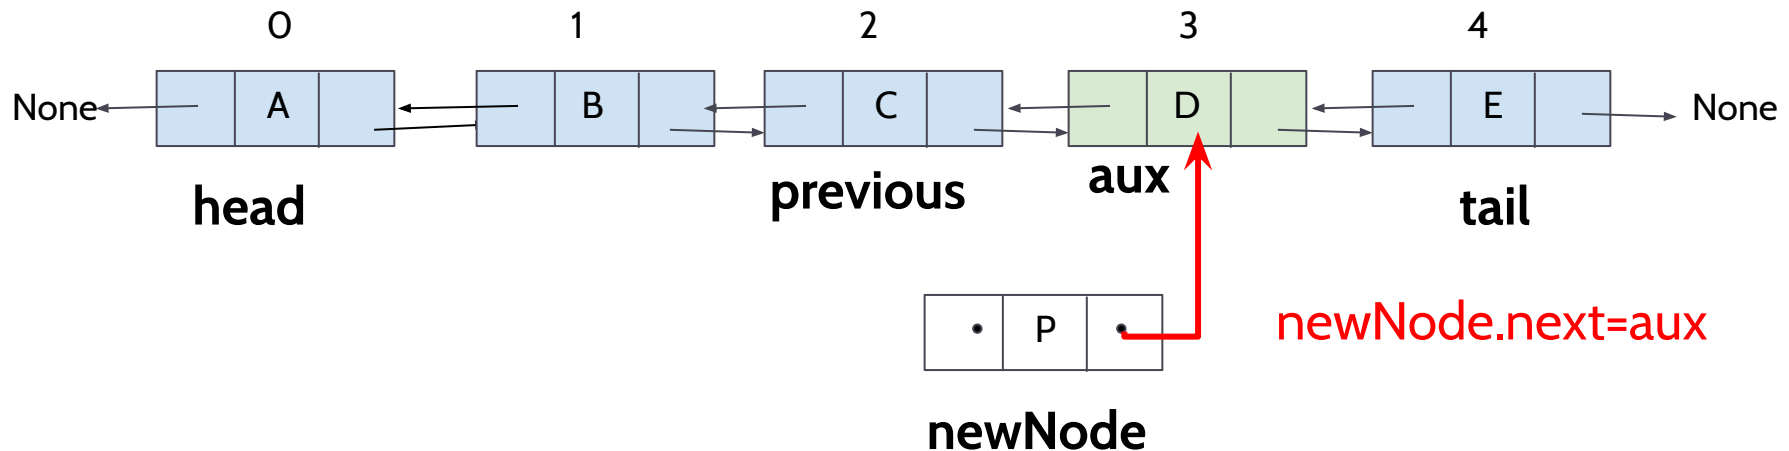 0 1 2 3 4
None A B C D E None
head previous aux tail
P newNode.next=aux
newNode